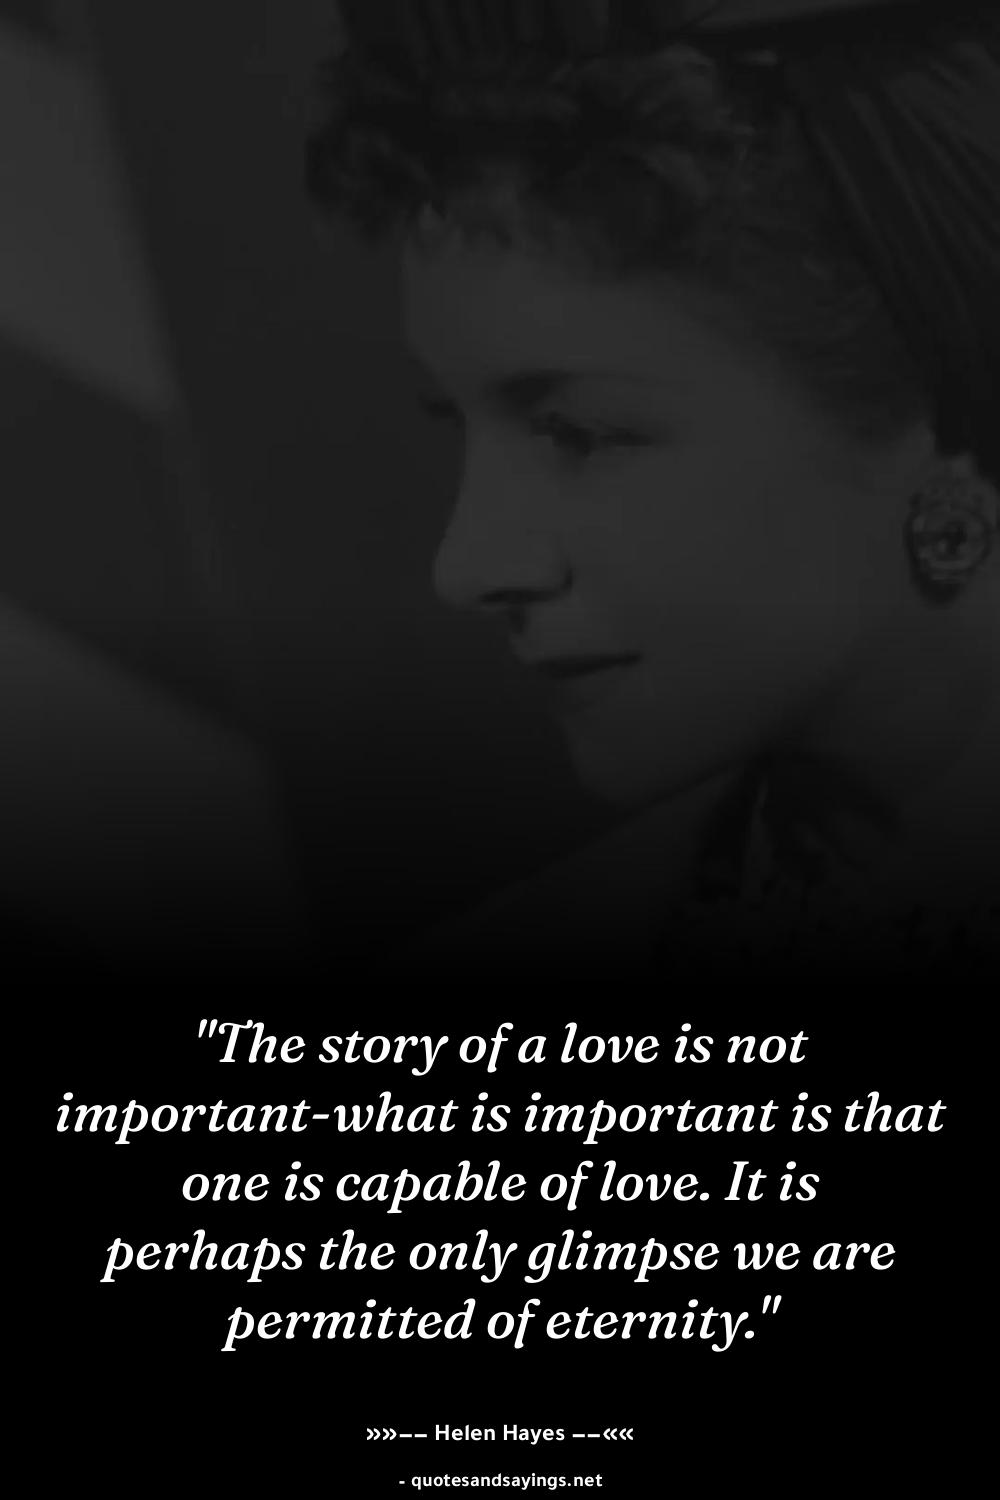 "The story of a love is not
important-what is important is that
one is capable of love. It is
perhaps the only glimpse we are
permitted of eternity."
»»−− Helen Hayes −−««
- quotesandsayings.net